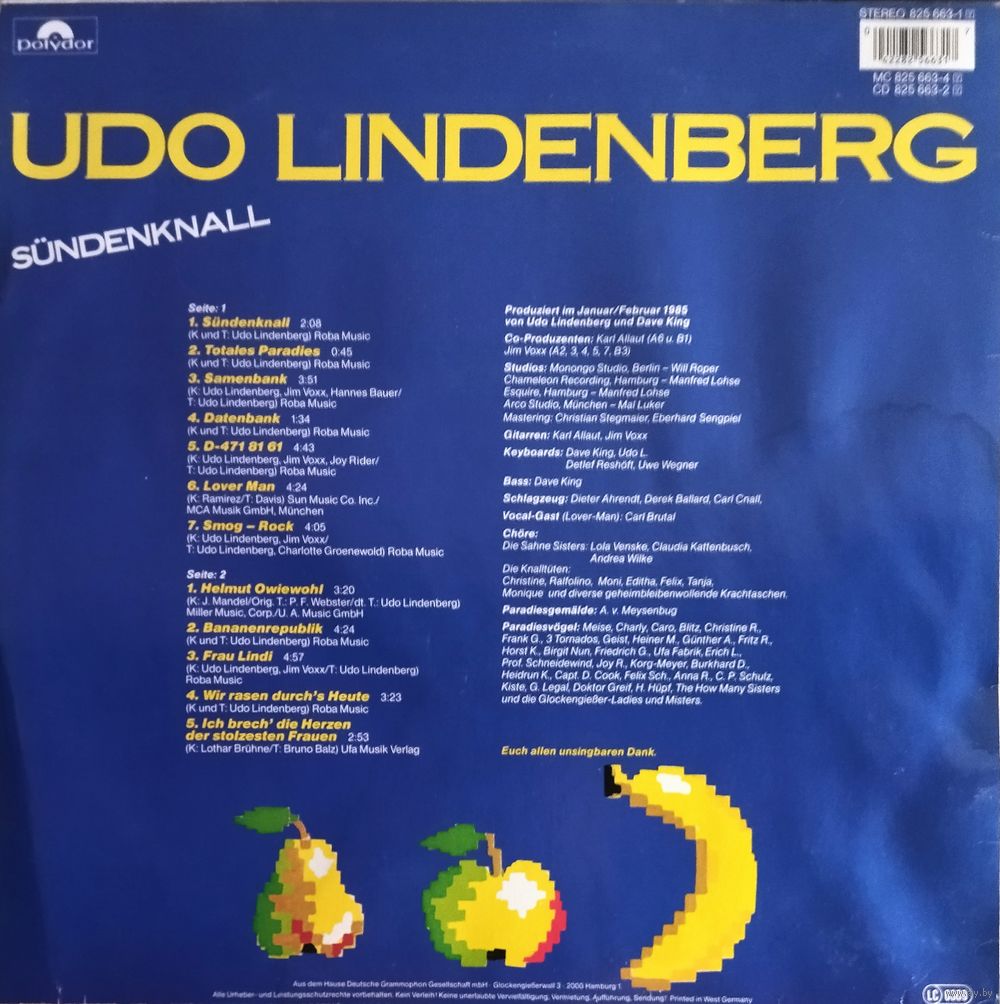 polydor
STEREO 825 663-1
0
7
42282 56631
MC 825 663-4
CD 825 663-2
UDO LINDENBERG
SÜNDENKNALL
Seite: 1
1. Sündenknall 2:08
(K und T: Udo Lindenberg) Roba Music
2. Totales Paradies 0:45
(K und T: Udo Lindenberg) Roba Music
3. Samenbank 3:51
(K: Udo Lindenberg, Jim Voxx, Hannes Bauer/
T: Udo Lindenberg) Roba Music
4. Datenbank 1:34
(K und T: Udo Lindenberg) Roba Music
5. D-471 81 61 4:43
(K: Udo Lindenberg, Jim Voxx, Joy Rider/
T: Udo Lindenberg) Roba Music
6. Lover Man 4:24
(K: Ramirez/T: Davis) Sun Music Co. Inc./
MCA Musik GmbH, München
7. Smog – Rock 4:05
(K: Udo Lindenberg, Jim Voxx/
T: Udo Lindenberg, Charlotte Groenewold) Roba Music
Seite: 2
1. Helmut Owiewohl 3:20
(K: J. Mandel/Orig. T.: P. F. Webster/dt. T.: Udo Lindenberg)
Miller Music, Corp./U. A. Music GmbH
2. Bananenrepublik 4:24
(K und T: Udo Lindenberg) Roba Music
3. Frau Lindi 4:57
(K: Udo Lindenberg, Jim Voxx/T: Udo Lindenberg)
Roba Music
4. Wir rasen durch's Heute 3:23
(K und T: Udo Lindenberg) Roba Music
5. Ich brech' die Herzen
der stolzesten Frauen 2:53
(K: Lothar Brühne/T: Bruno Balz) Ufa Musik Verlag
Produziert im Januar/Februar 1985
von Udo Lindenberg und Dave King
Co-Produzenten: Karl Allaut (A6 u. B1)
Jim Voxx (A2, 3, 4, 5, 7, B3)
Studios: Monongo Studio, Berlin – Will Roper
Chameleon Recording, Hamburg – Manfred Lohse
Esquire, Hamburg – Manfred Lohse
Arco Studio, München – Mal Luker
Mastering: Christian Stegmaier, Eberhard Sengpiel
Gitarren: Karl Allaut, Jim Voxx
Keyboards: Dave King, Udo L.
Detlef Reshöft, Uwe Wegner
Bass: Dave King
Schlagzeug: Dieter Ahrendt, Derek Ballard, Carl Cnall,
Vocal-Gast (Lover-Man): Carl Brutal
Chöre:
Die Sahne Sisters: Lola Venske, Claudia Kattenbusch,
Andrea Wilke
Die Knalltüten:
Christine, Ralfolino, Moni, Editha, Felix, Tanja,
Monique und diverse geheimbleibenwollende Krachtaschen.
Paradiesgemälde: A. v. Meysenbug
Paradiesvögel: Meise, Charly, Caro, Blitz, Christine R.,
Frank G., 3 Tornados, Geist, Heiner M., Günther A., Fritz R.,
Horst K., Birgit Nun, Friedrich G., Ufa Fabrik, Erich L.,
Prof. Schneidewind, Joy R., Korg-Meyer, Burkhard D.,
Heidrun K., Capt. D. Cook, Felix Sch., Anna R., C. P. Schulz,
Kiste, G. Legal, Doktor Greif, H. Hüpf, The How Many Sisters
und die Glockengießer-Ladies und Misters.
Euch allen unsingbaren Dank.
Aus dem Hause Deutsche Grammophon Gesellschaft mbH · Glockengießerwall 3 · 2000 Hamburg 1
Alle Urheber- und Leistungsschutzrechte vorbehalten. Kein Verleih! Keine unerlaubte Vervielfältigung, Vermietung, Aufführung, Sendung! Printed in West Germany
LC